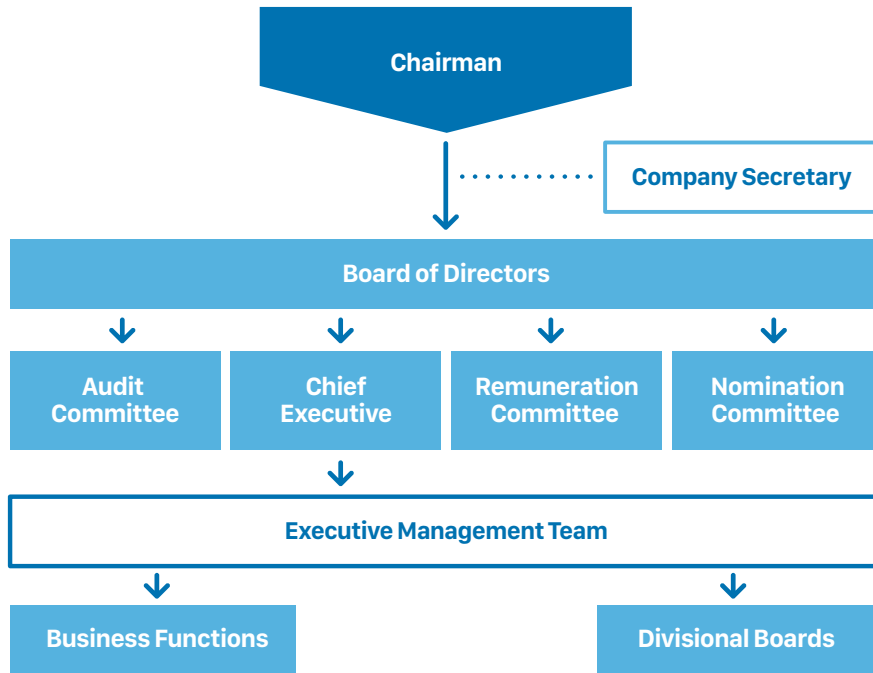 Chairman
Company Secretary
Board of Directors
Audit
Committee
Chief
Executive
Remuneration
Committee
Nomination
Committee
Executive Management Team
Business Functions
Divisional Boards